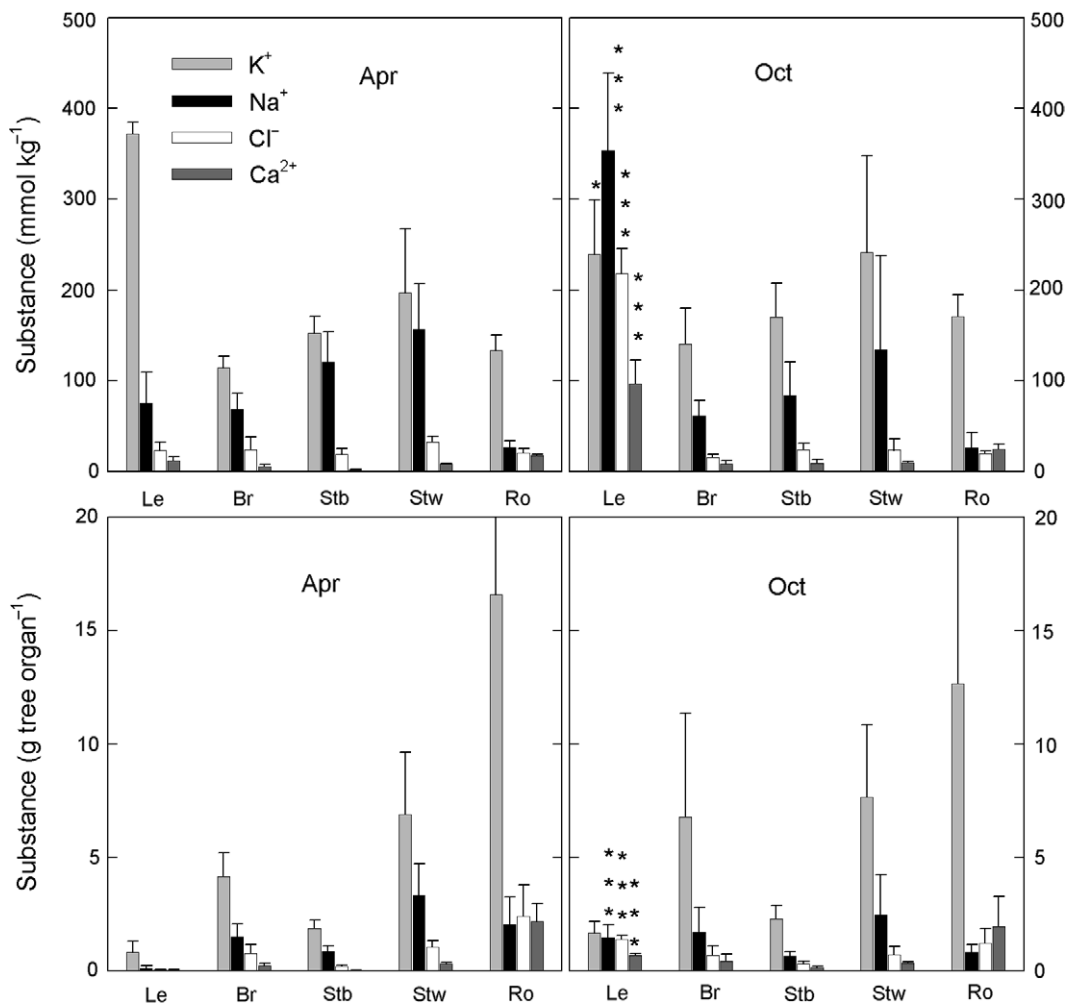 500 500
K⁺ Apr Oct
Na⁺
Cl⁻
Ca²⁺
400 400
300 300
200 200
100 100
0 0
Substance (mmol kg⁻¹)
* * * *
* * *
* * *
Le Br Stb Stw Ro Le Br Stb Stw Ro
20 20
Apr Oct
15 15
10 10
5 5
0 0
Substance (g tree organ⁻¹)
* * *
* * *
* * *
Le Br Stb Stw Ro Le Br Stb Stw Ro